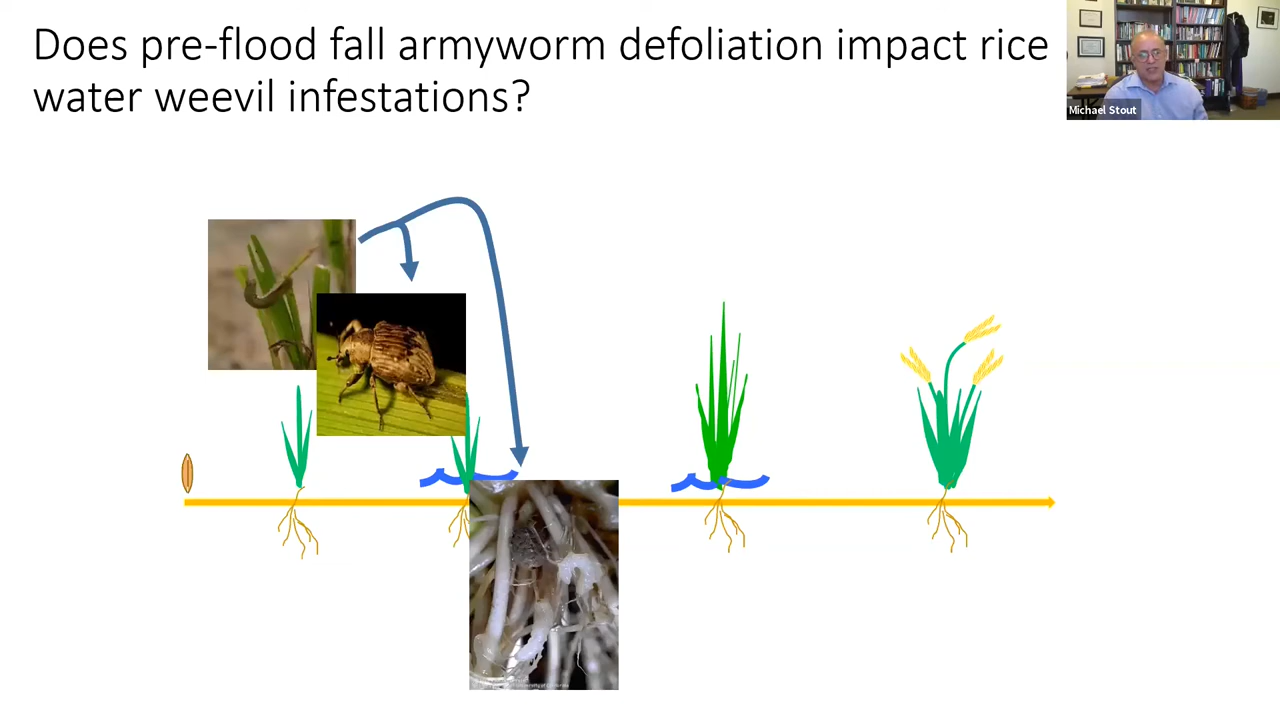 Does pre-flood fall armyworm defoliation impact rice
water weevil infestations?
Michael Stout